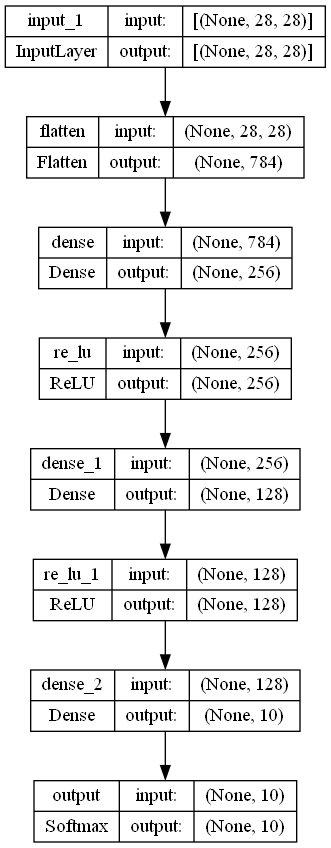 input_1 input: [(None, 28, 28)]
InputLayer output: [(None, 28, 28)]
flatten input: (None, 28, 28)
Flatten output: (None, 784)
dense input: (None, 784)
Dense output: (None, 256)
re_lu input: (None, 256)
ReLU output: (None, 256)
dense_1 input: (None, 256)
Dense output: (None, 128)
re_lu_1 input: (None, 128)
ReLU output: (None, 128)
dense_2 input: (None, 128)
Dense output: (None, 10)
output input: (None, 10)
Softmax output: (None, 10)